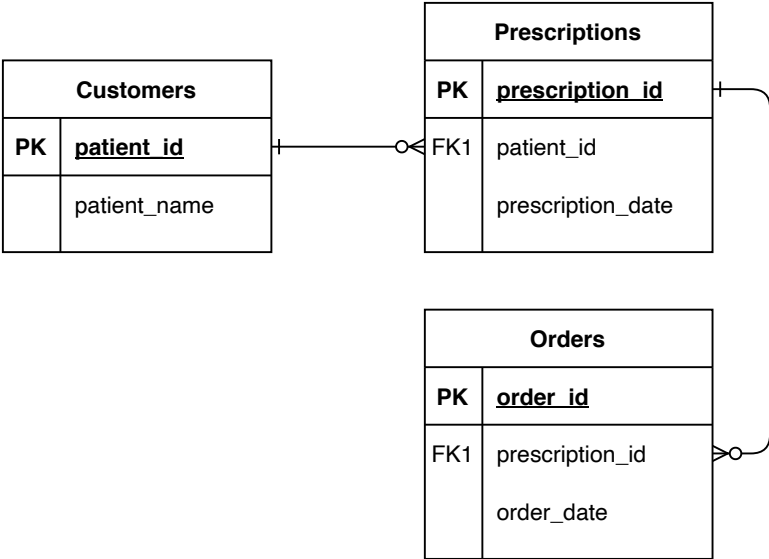 Customers
PK patient_id
patient_name
Prescriptions
PK prescription_id
FK1 patient_id
prescription_date
Orders
PK order_id
FK1 prescription_id
order_date